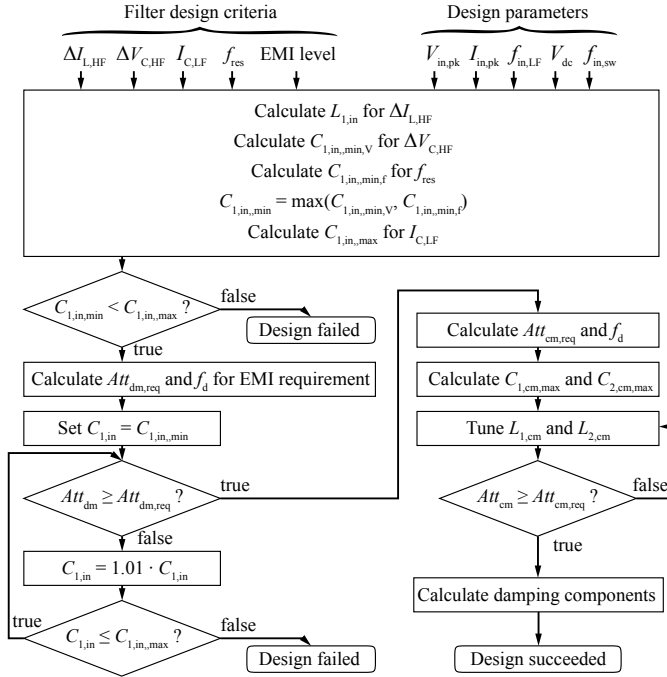 Filter design criteria
Design parameters
ΔI_L,HF ΔV_C,HF I_C,LF f_res EMI level
V_in,pk I_in,pk f_in,LF V_dc f_in,sw
Calculate L_1,in for ΔI_L,HF
Calculate C_1,in,,min,V for ΔV_C,HF
Calculate C_1,in,,min,f for f_res
C_1,in,,min = max(C_1,in,,min,V, C_1,in,,min,f)
Calculate C_1,in,,max for I_C,LF
C_1,in,min < C_1,in,,max ?
false
Design failed
true
Calculate Att_dm,req and f_d for EMI requirement
Set C_1,in = C_1,in,,min
Att_dm ≥ Att_dm,req ?
true
false
C_1,in = 1.01 · C_1,in
true
C_1,in ≤ C_1,in,,max ?
false
Design failed
Calculate Att_cm,req and f_d
Calculate C_1,cm,max and C_2,cm,max
Tune L_1,cm and L_2,cm
Att_cm ≥ Att_cm,req ?
false
true
Calculate damping components
Design succeeded